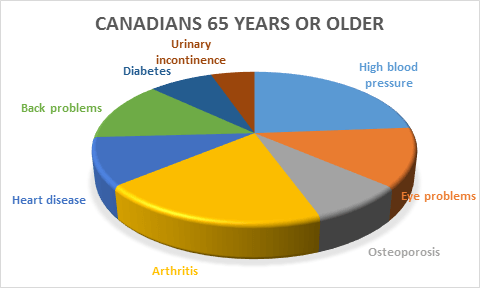 CANADIANS 65 YEARS OR OLDER
Urinary
incontinence
High blood
pressure
Diabetes
Back problems
Eye problems
Heart disease
Osteoporosis
Arthritis